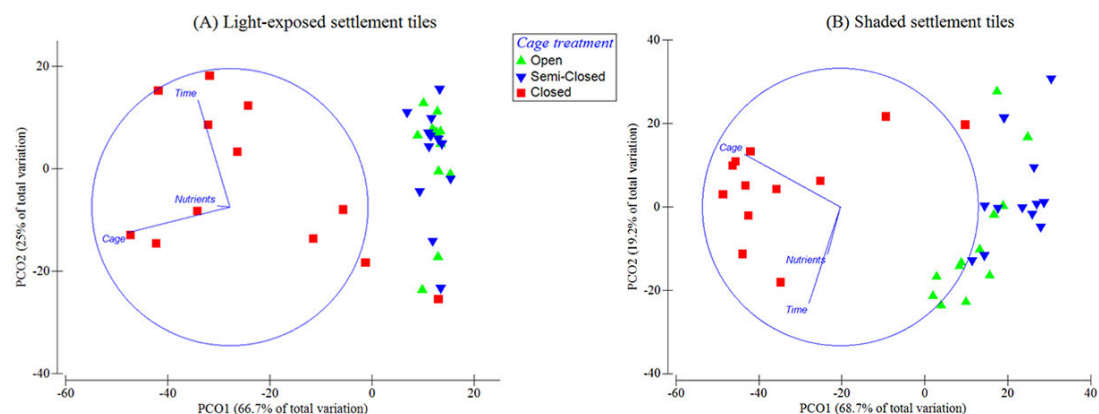 (A) Light-exposed settlement tiles
20
0
-20
-40
PCO2 (25% of total variation)
Time
Nutrients
Cage
-60
-40
-20
0
20
PCO1 (66.7% of total variation)
Cage treatment
Open
Semi-Closed
Closed
(B) Shaded settlement tiles
40
20
0
-20
-40
PCO2 (19.2% of total variation)
Cage
Nutrients
Time
-60
-40
-20
0
20
40
PCO1 (68.7% of total variation)